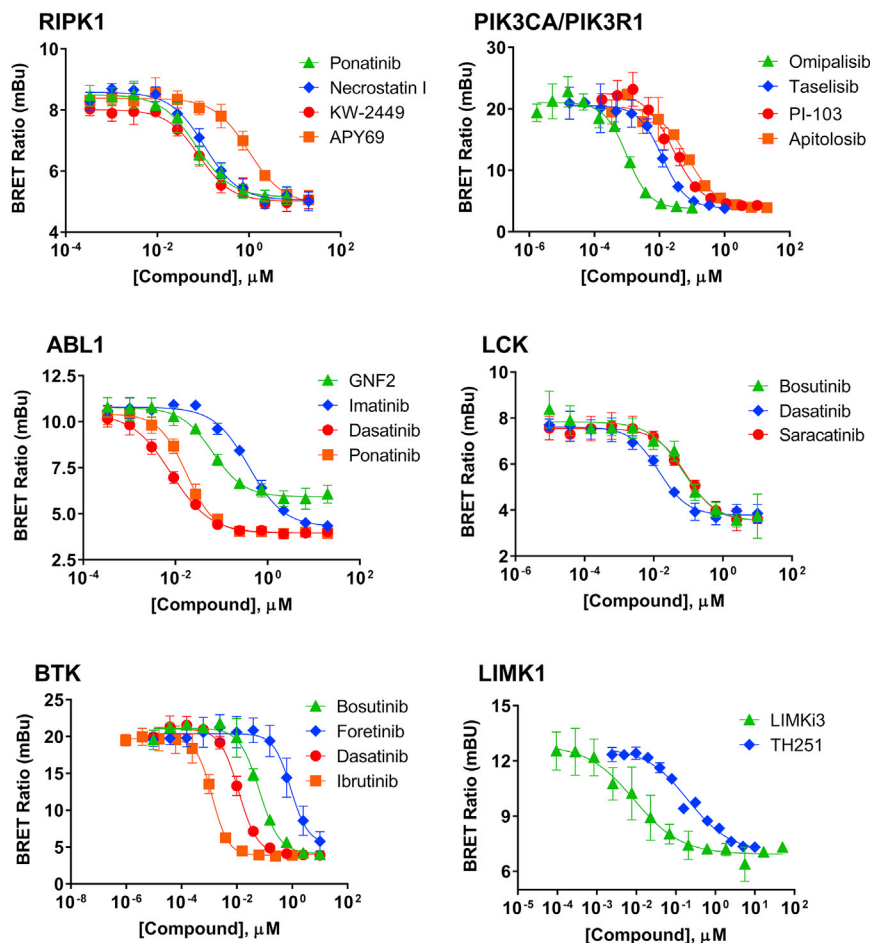 RIPK1
BRET Ratio (mBu)
10
8
6
4
10⁻⁴
10⁻²
10⁰
10²
[Compound], μM
Ponatinib
Necrostatin I
KW-2449
APY69
PIK3CA/PIK3R1
BRET Ratio (mBu)
30
20
10
0
10⁻⁶
10⁻⁴
10⁻²
10⁰
10²
[Compound], μM
Omipalisib
Taselisib
PI-103
Apitolosib
ABL1
BRET Ratio (mBu)
12.5
10.0
7.5
5.0
2.5
10⁻⁴
10⁻²
10⁰
10²
[Compound], μM
GNF2
Imatinib
Dasatinib
Ponatinib
LCK
BRET Ratio (mBu)
10
8
6
4
2
10⁻⁶
10⁻⁴
10⁻²
10⁰
10²
[Compound], μM
Bosutinib
Dasatinib
Saracatinib
BTK
BRET Ratio (mBu)
25
20
15
10
5
0
10⁻⁸
10⁻⁶
10⁻⁴
10⁻²
10⁰
10²
[Compound], μM
Bosutinib
Foretinib
Dasatinib
Ibrutinib
LIMK1
BRET Ratio (mBU)
15
12
9
6
10⁻⁵
10⁻⁴
10⁻³
10⁻²
10⁻¹
10⁰
10¹
10²
[Compound], μM
LIMKi3
TH251